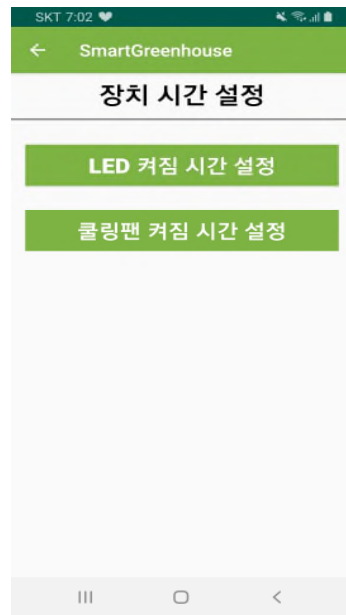 SKT 7:02
SmartGreenhouse
장치 시간 설정
LED 켜짐 시간 설정
쿨링팬 켜짐 시간 설정